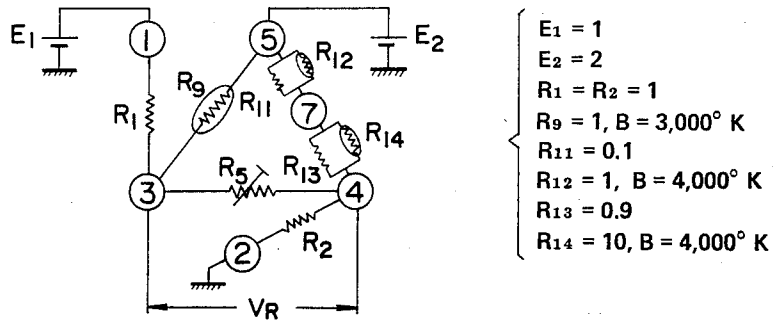 E1
1
5
E2
R12
R9
R11
7
R1
R14
R5
R13
3
4
2
R2
VR
E1 = 1
E2 = 2
R1 = R2 = 1
R9 = 1, B = 3,000° K
R11 = 0.1
R12 = 1, B = 4,000° K
R13 = 0.9
R14 = 10, B = 4,000° K